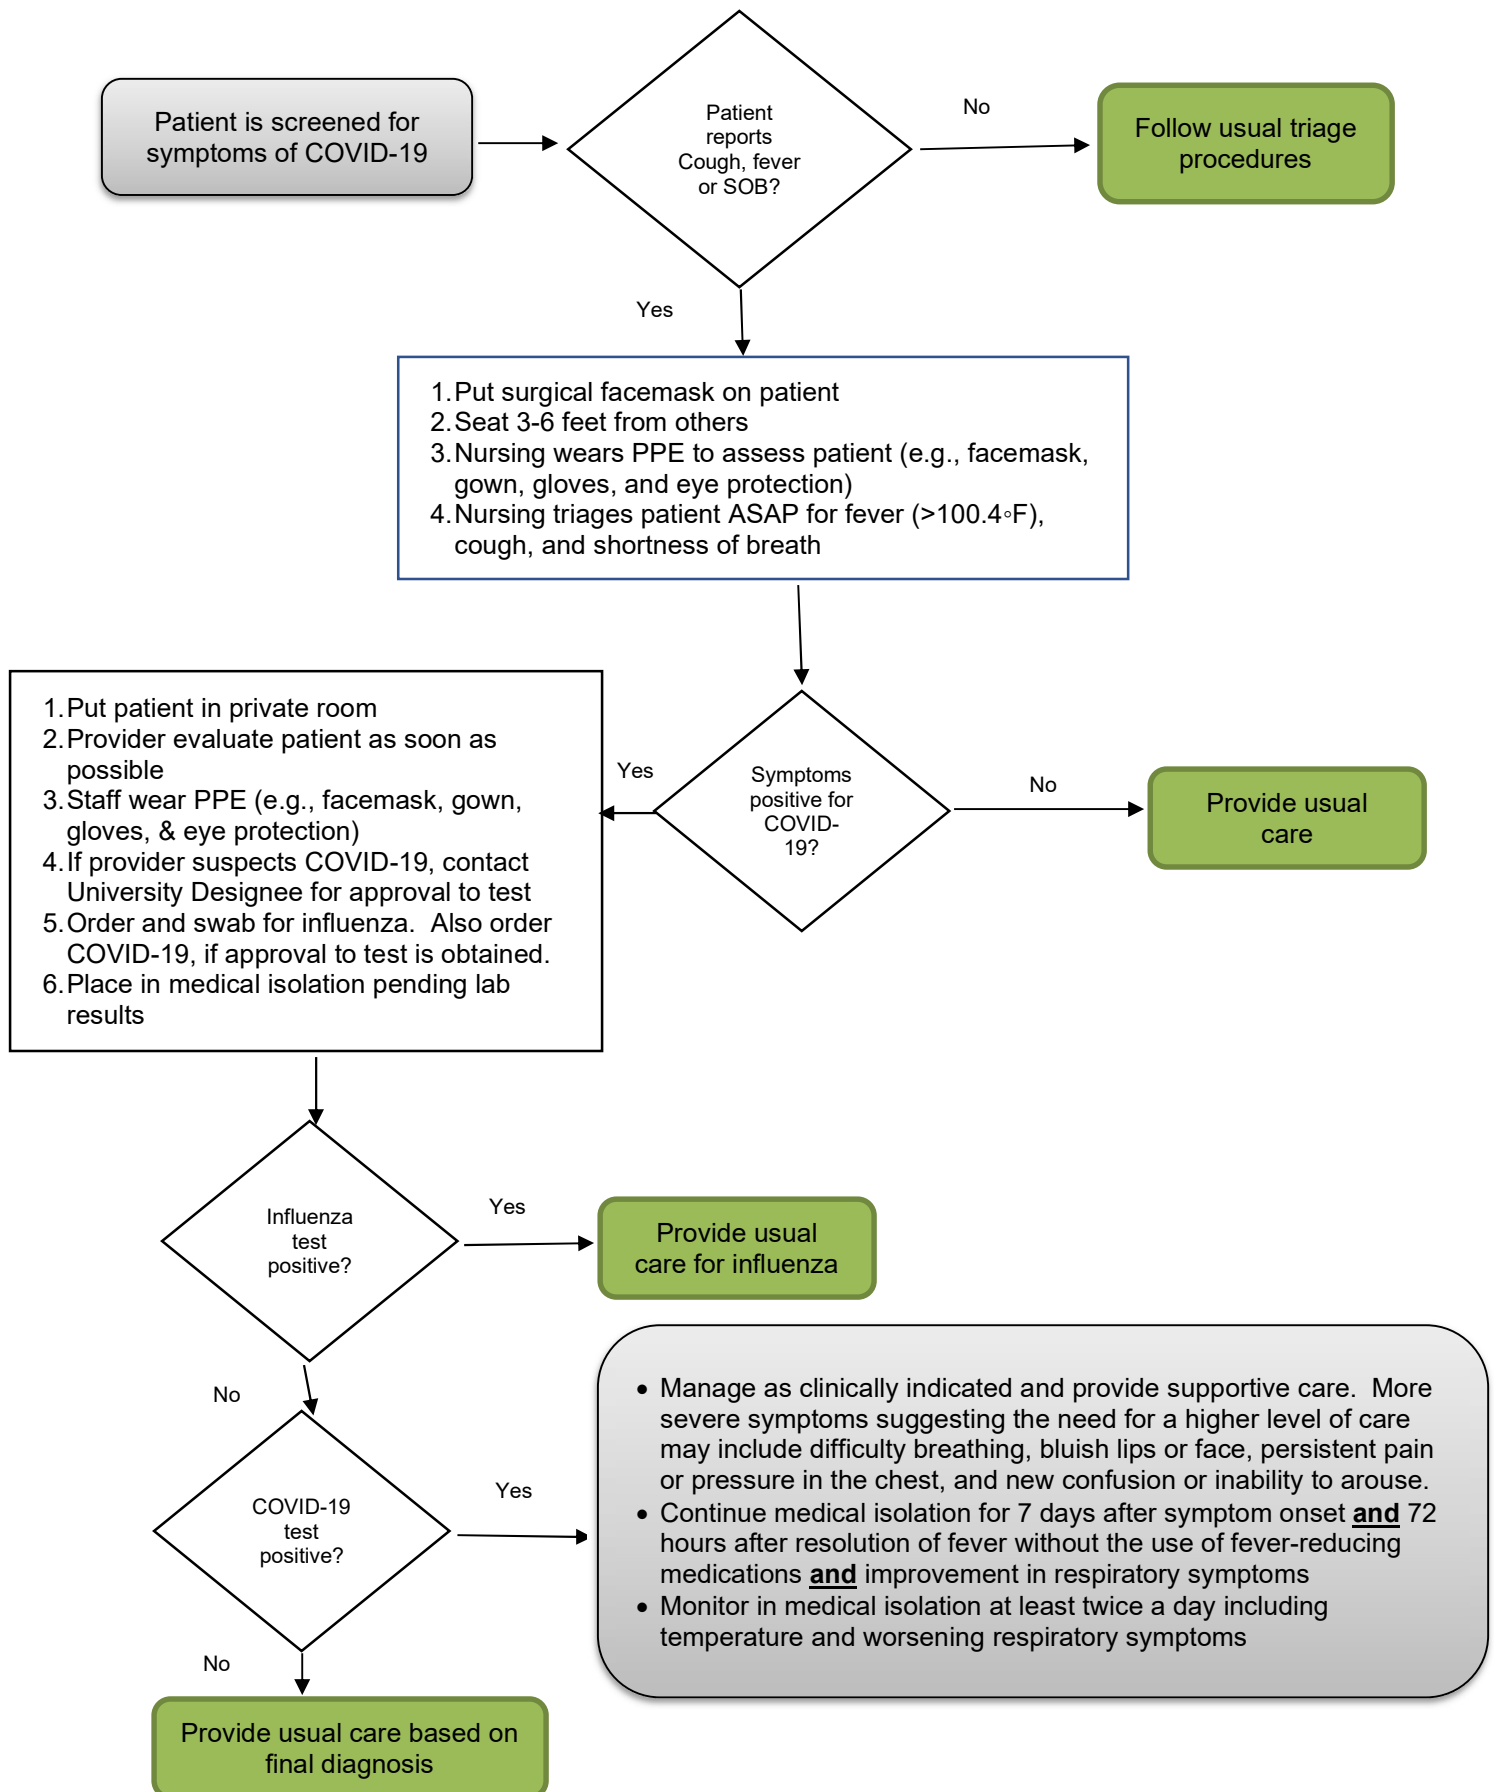 Patient is screened for
symptoms of COVID-19
Patient
reports
Cough, fever
or SOB?
No
Follow usual triage
procedures
Yes
1. Put surgical facemask on patient
2. Seat 3-6 feet from others
3. Nursing wears PPE to assess patient (e.g., facemask,
gown, gloves, and eye protection)
4. Nursing triages patient ASAP for fever (>100.4◦F),
cough, and shortness of breath
1. Put patient in private room
2. Provider evaluate patient as soon as
possible
3. Staff wear PPE (e.g., facemask, gown,
gloves, & eye protection)
4. If provider suspects COVID-19, contact
University Designee for approval to test
5. Order and swab for influenza.  Also order
COVID-19, if approval to test is obtained.
6. Place in medical isolation pending lab
results
Yes
Symptoms
positive for
COVID-
19?
No
Provide usual
care
Influenza
test
positive?
Yes
Provide usual
care for influenza
No
COVID-19
test
positive?
Yes
• Manage as clinically indicated and provide supportive care.  More
severe symptoms suggesting the need for a higher level of care
may include difficulty breathing, bluish lips or face, persistent pain
or pressure in the chest, and new confusion or inability to arouse.
• Continue medical isolation for 7 days after symptom onset and 72
hours after resolution of fever without the use of fever-reducing
medications and improvement in respiratory symptoms
• Monitor in medical isolation at least twice a day including
temperature and worsening respiratory symptoms
No
Provide usual care based on
final diagnosis